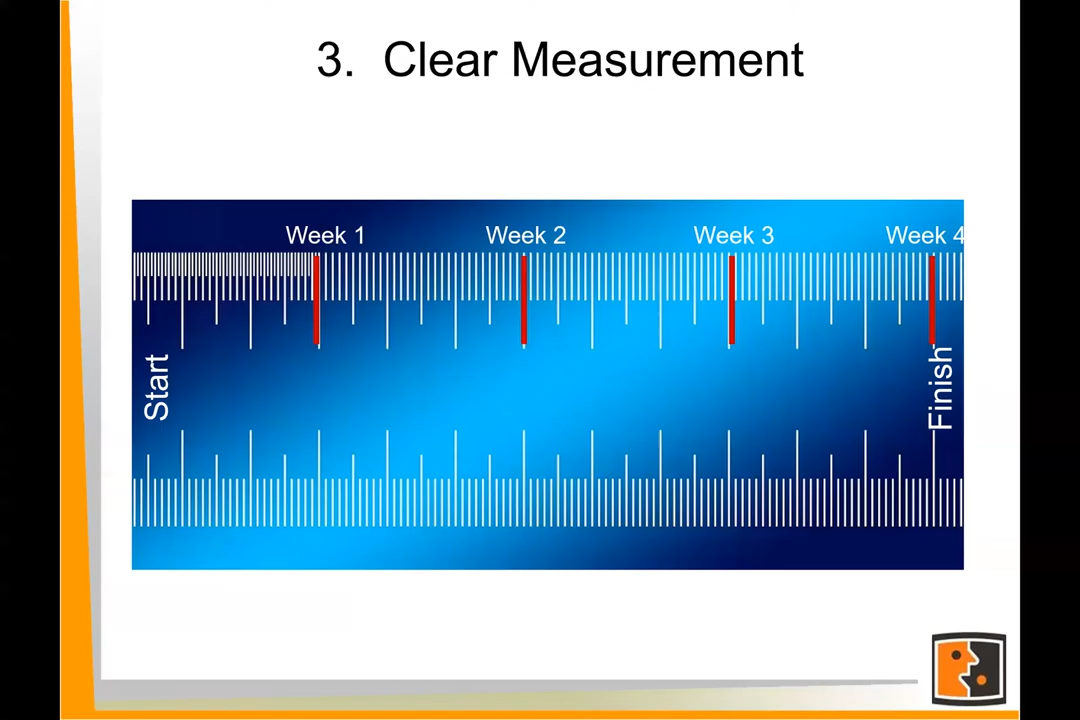 3. Clear Measurement
Week 1
Week 2
Week 3
Week 4
Start
Finish